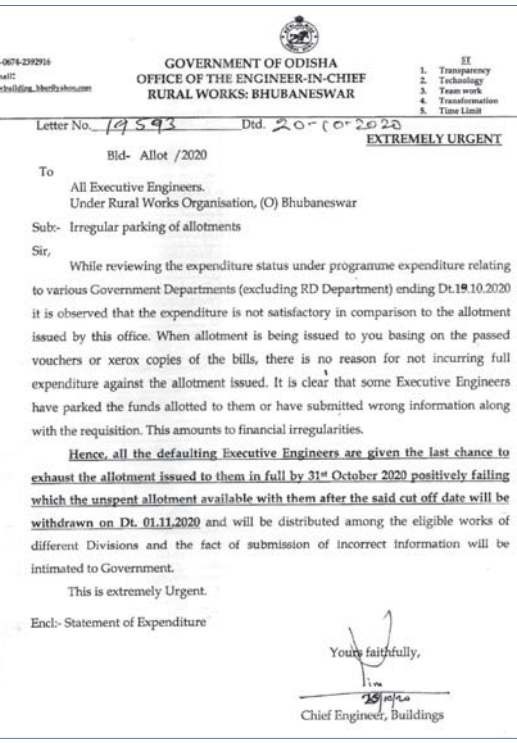 -0674-2392916
GOVERNMENT OF ODISHA
OFFICE OF THE ENGINEER-IN-CHIEF
RURAL WORKS: BHUBANESWAR
5T
1. Transparency
2. Technology
3. Team work
4. Transformation
5. Time Limit
Letter No. 19593 Dtd. 20-10-2020
EXTREMELY URGENT
Bld- Allot /2020
To
All Executive Engineers.
Under Rural Works Organisation, (O) Bhubaneswar
Sub:- Irregular parking of allotments
Sir,
While reviewing the expenditure status under programme expenditure relating
to various Government Departments (excluding RD Department) ending Dt.19.10.2020
it is observed that the expenditure is not satisfactory in comparison to the allotment
issued by this office. When allotment is being issued to you basing on the passed
vouchers or xerox copies of the bills, there is no reason for not incurring full
expenditure against the allotment issued. It is clear that some Executive Engineers
have parked the funds allotted to them or have submitted wrong information along
with the requisition. This amounts to financial irregularities.
Hence, all the defaulting Executive Engineers are given the last chance to
exhaust the allotment issued to them in full by 31st October 2020 positively failing
which the unspent allotment available with them after the said cut off date will be
withdrawn on Dt. 01.11.2020 and will be distributed among the eligible works of
different Divisions and the fact of submission of incorrect information will be
intimated to Government.
This is extremely Urgent.
Encl:- Statement of Expenditure
Yours faithfully,
Chief Engineer, Buildings